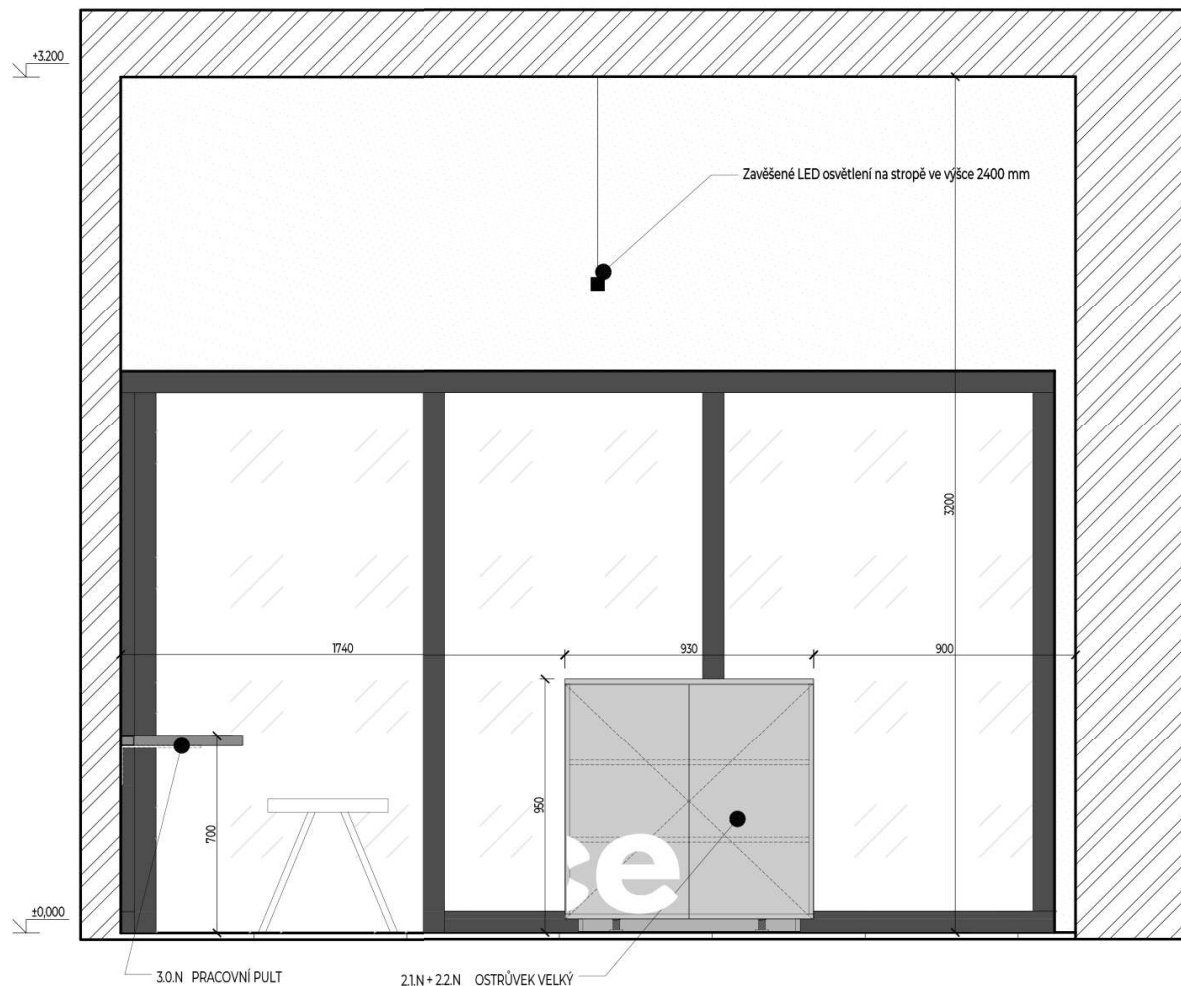 +3.200
Zavěšené LED osvětlení na stropě ve výšce 2400 mm
3200
1740
930
900
950
700
se
±0,000
3.0.N PRACOVNÍ PULT
2.1.N + 2.2.N OSTRŮVEK VELKÝ